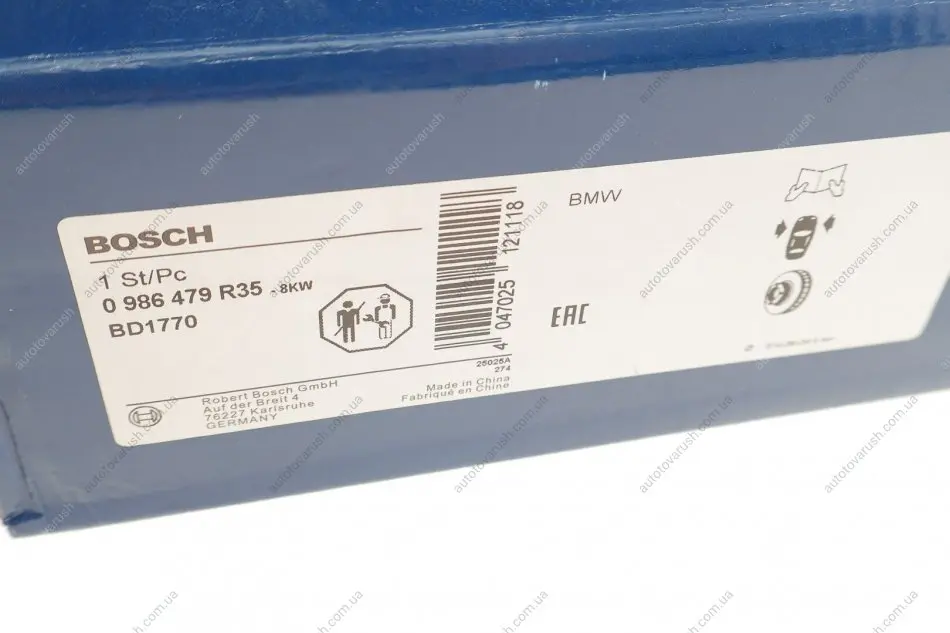 BOSCH
1 St/Pc
0 986 479 R35 - 8KW
BD1770
Robert Bosch GmbH
Auf der Breit 4
76227 Karlsruhe
GERMANY
4 047025 121118
25025A
274
Made in China
Fabriqué en Chine
BMW
EAC
autotovarush.com.ua